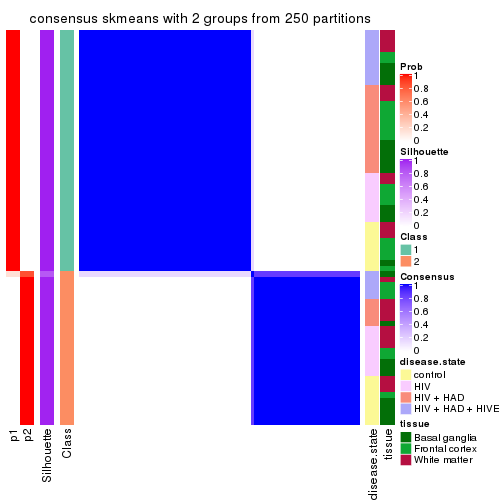 consensus skmeans with 2 groups from 250 partitions
Prob
1
0.8
0.6
0.4
0.2
0
Silhouette
1
0.8
0.6
0.4
0.2
0
Class
1
2
Consensus
1
0.8
0.6
0.4
0.2
0
disease.state
control
HIV
HIV + HAD
HIV + HAD + HIVE
tissue
Basal ganglia
Frontal cortex
White matter
p1
p2
Silhouette
Class
disease.state
tissue